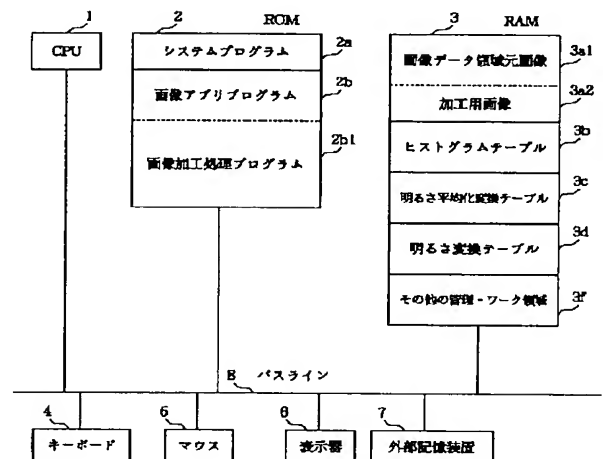 1
CPU
2
ROM
システムプログラム
2a
画像アプリプログラム
2b
画像加工処理プログラム
2b1
3
RAM
画像データ領域元画像
3a1
加工用画像
3a2
ヒストグラムテーブル
3b
明るさ平均化変換テーブル
3c
明るさ変換テーブル
3d
その他の管理・ワーク領域
3f
8 バスライン
4
キーボード
6
マウス
6
表示器
7
外部記憶装置